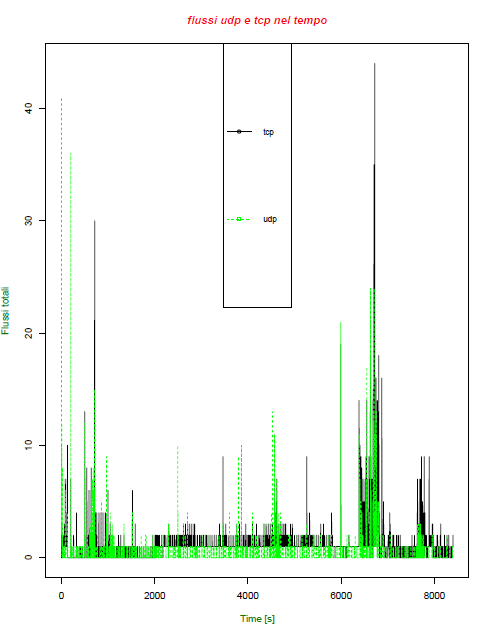 flussi udp e tcp nel tempo
tcp
udp
Flussi totali
40
30
20
10
0
0 2000 4000 6000 8000
Time [s]